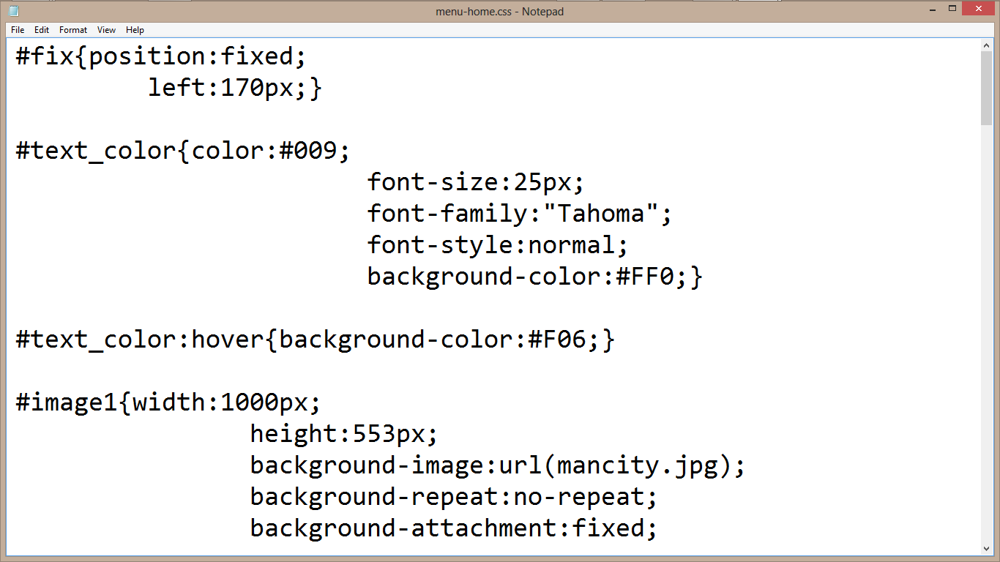 menu-home.css - Notepad
File Edit Format View Help
#fix{position:fixed;
left:170px;}
#text_color{color:#009;
font-size:25px;
font-family:"Tahoma";
font-style:normal;
background-color:#FF0;}
#text_color:hover{background-color:#F06;}
#image1{width:1000px;
height:553px;
background-image:url(mancity.jpg);
background-repeat:no-repeat;
background-attachment:fixed;